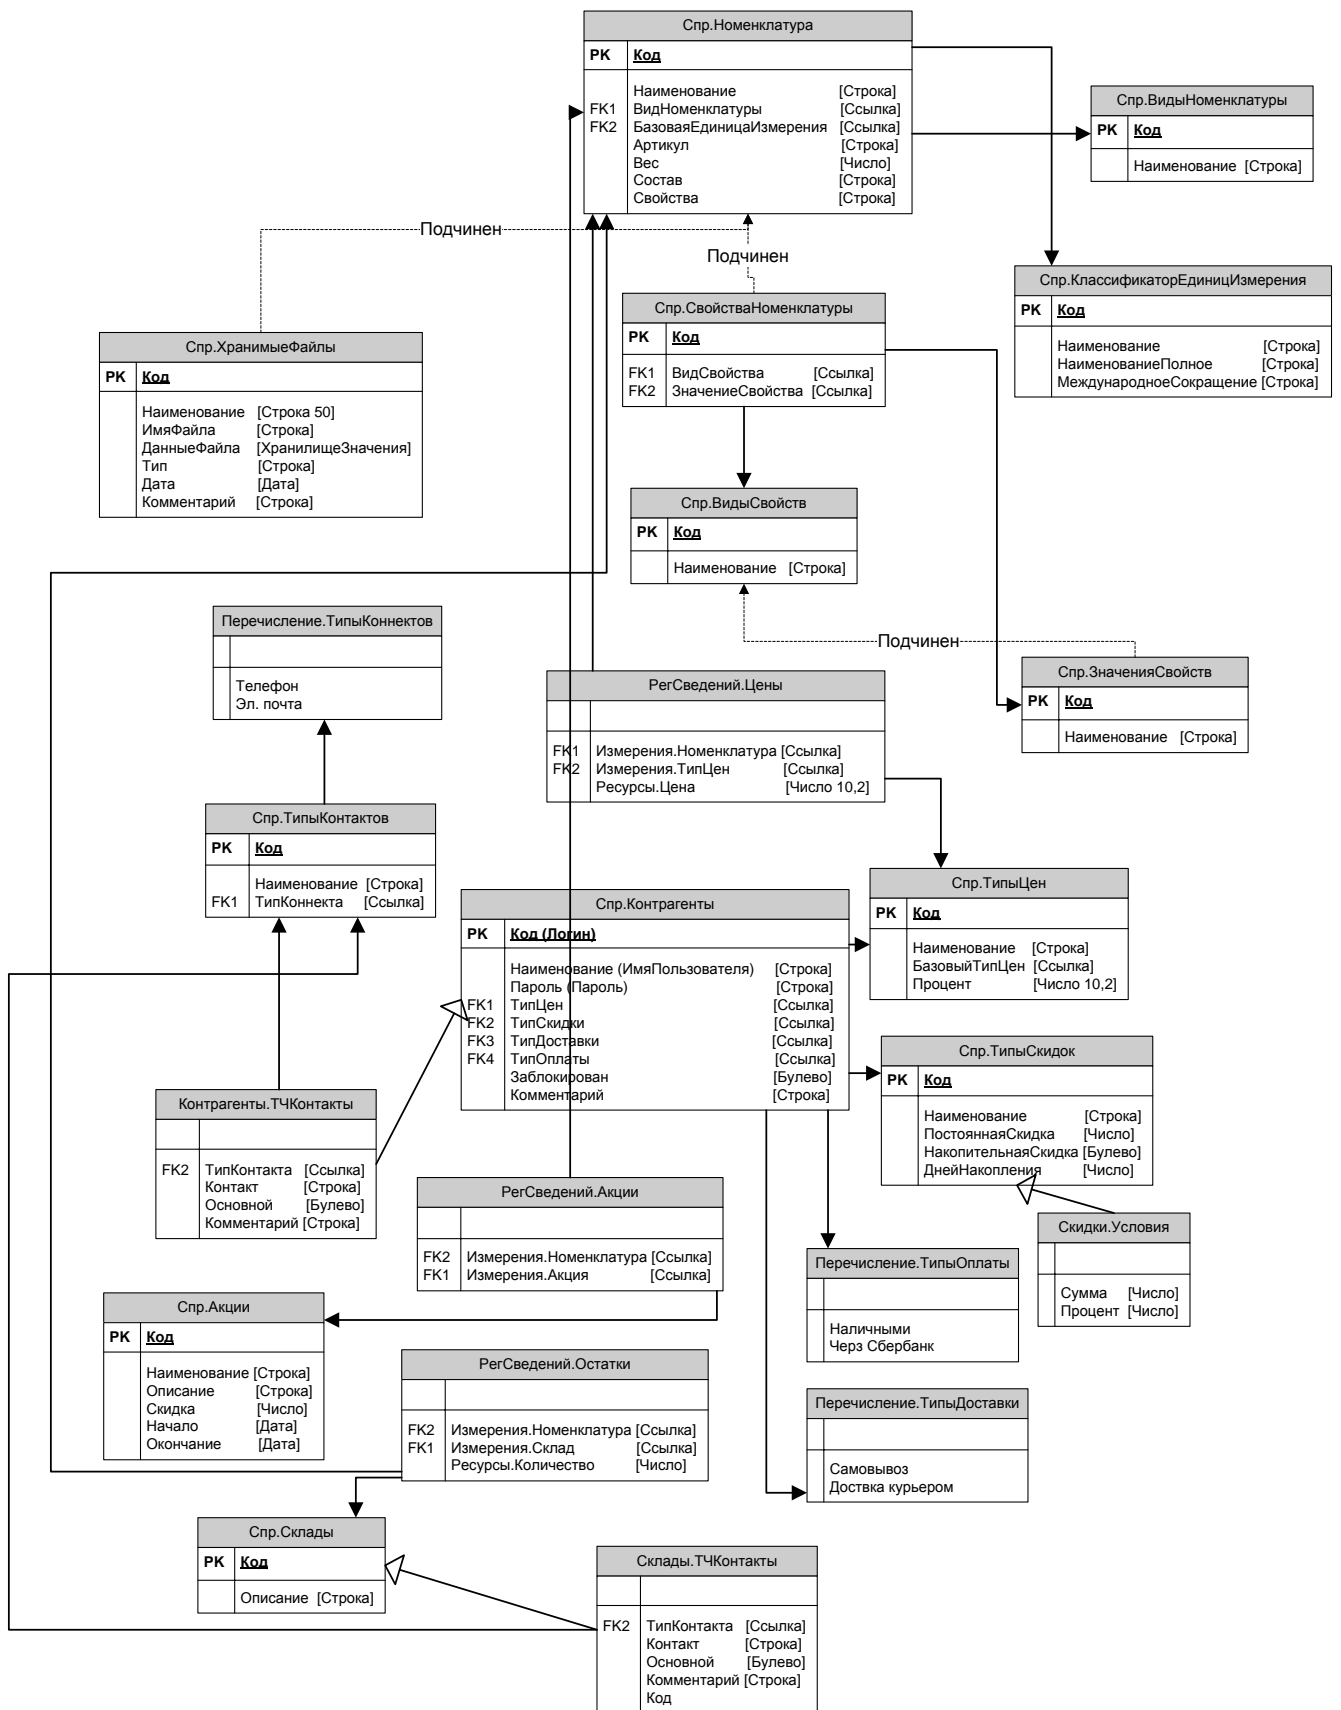 Спр.Номенклатура
PK Код
Наименование [Строка]
FK1 ВидНоменклатуры [Ссылка]
FK2 БазоваяЕдиницаИзмерения [Ссылка]
Артикул [Строка]
Вес [Число]
Состав [Строка]
Свойства [Строка]
Спр.ВидыНоменклатуры
PK Код
Наименование [Строка]
Подчинен
Подчинен
Спр.КлассификаторЕдиницИзмерения
PK Код
Наименование [Строка]
НаименованиеПолное [Строка]
МеждународноеСокращение [Строка]
Спр.СвойстваНоменклатуры
PK Код
FK1 ВидСвойства [Ссылка]
FK2 ЗначениеСвойства [Ссылка]
Спр.ХранимыеФайлы
PK Код
Наименование [Строка 50]
ИмяФайла [Строка]
ДанныеФайла [ХранилищеЗначения]
Тип [Строка]
Дата [Дата]
Комментарий [Строка]
Спр.ВидыСвойств
PK Код
Наименование [Строка]
Подчинен
Перечисление.ТипыКоннектов
Телефон
Эл. почта
Спр.ЗначенияСвойств
PK Код
Наименование [Строка]
РегСведений.Цены
FK1 Измерения.Номенклатура [Ссылка]
FK2 Измерения.ТипЦен [Ссылка]
Ресурсы.Цена [Число 10,2]
Спр.ТипыКонтактов
PK Код
Наименование [Строка]
FK1 ТипКоннекта [Ссылка]
Спр.ТипыЦен
PK Код
Наименование [Строка]
БазовыйТипЦен [Ссылка]
Процент [Число 10,2]
Спр.Контрагенты
PK Код (Логин)
Наименование (ИмяПользователя) [Строка]
Пароль (Пароль) [Строка]
FK1 ТипЦен [Ссылка]
FK2 ТипСкидки [Ссылка]
FK3 ТипДоставки [Ссылка]
FK4 ТипОплаты [Ссылка]
Заблокирован [Булево]
Комментарий [Строка]
Спр.ТипыСкидок
PK Код
Наименование [Строка]
ПостояннаяСкидка [Число]
НакопительнаяСкидка [Булево]
ДнейНакопления [Число]
Контрагенты.ТЧКонтакты
FK2 ТипКонтакта [Ссылка]
Контакт [Строка]
Основной [Булево]
Комментарий [Строка]
РегСведений.Акции
FK2 Измерения.Номенклатура [Ссылка]
FK1 Измерения.Акция [Ссылка]
Скидки.Условия
Сумма [Число]
Процент [Число]
Перечисление.ТипыОплаты
Наличными
Черз Сбербанк
Спр.Акции
PK Код
Наименование [Строка]
Описание [Строка]
Скидка [Число]
Начало [Дата]
Окончание [Дата]
РегСведений.Остатки
FK2 Измерения.Номенклатура [Ссылка]
FK1 Измерения.Склад [Ссылка]
Ресурсы.Количество [Число]
Перечисление.ТипыДоставки
Самовывоз
Доствка курьером
Спр.Склады
PK Код
Описание [Строка]
Склады.ТЧКонтакты
FK2 ТипКонтакта [Ссылка]
Контакт [Строка]
Основной [Булево]
Комментарий [Строка]
Код